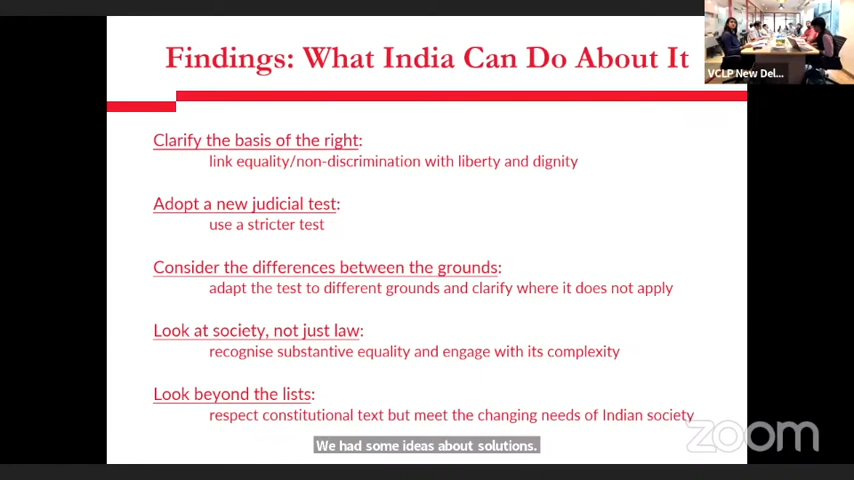 Findings: What India Can Do About It
VCLP New Del...
Clarify the basis of the right:
link equality/non-discrimination with liberty and dignity
Adopt a new judicial test:
use a stricter test
Consider the differences between the grounds:
adapt the test to different grounds and clarify where it does not apply
Look at society, not just law:
recognise substantive equality and engage with its complexity
Look beyond the lists:
respect constitutional text but meet the changing needs of Indian society
We had some ideas about solutions.
zoom